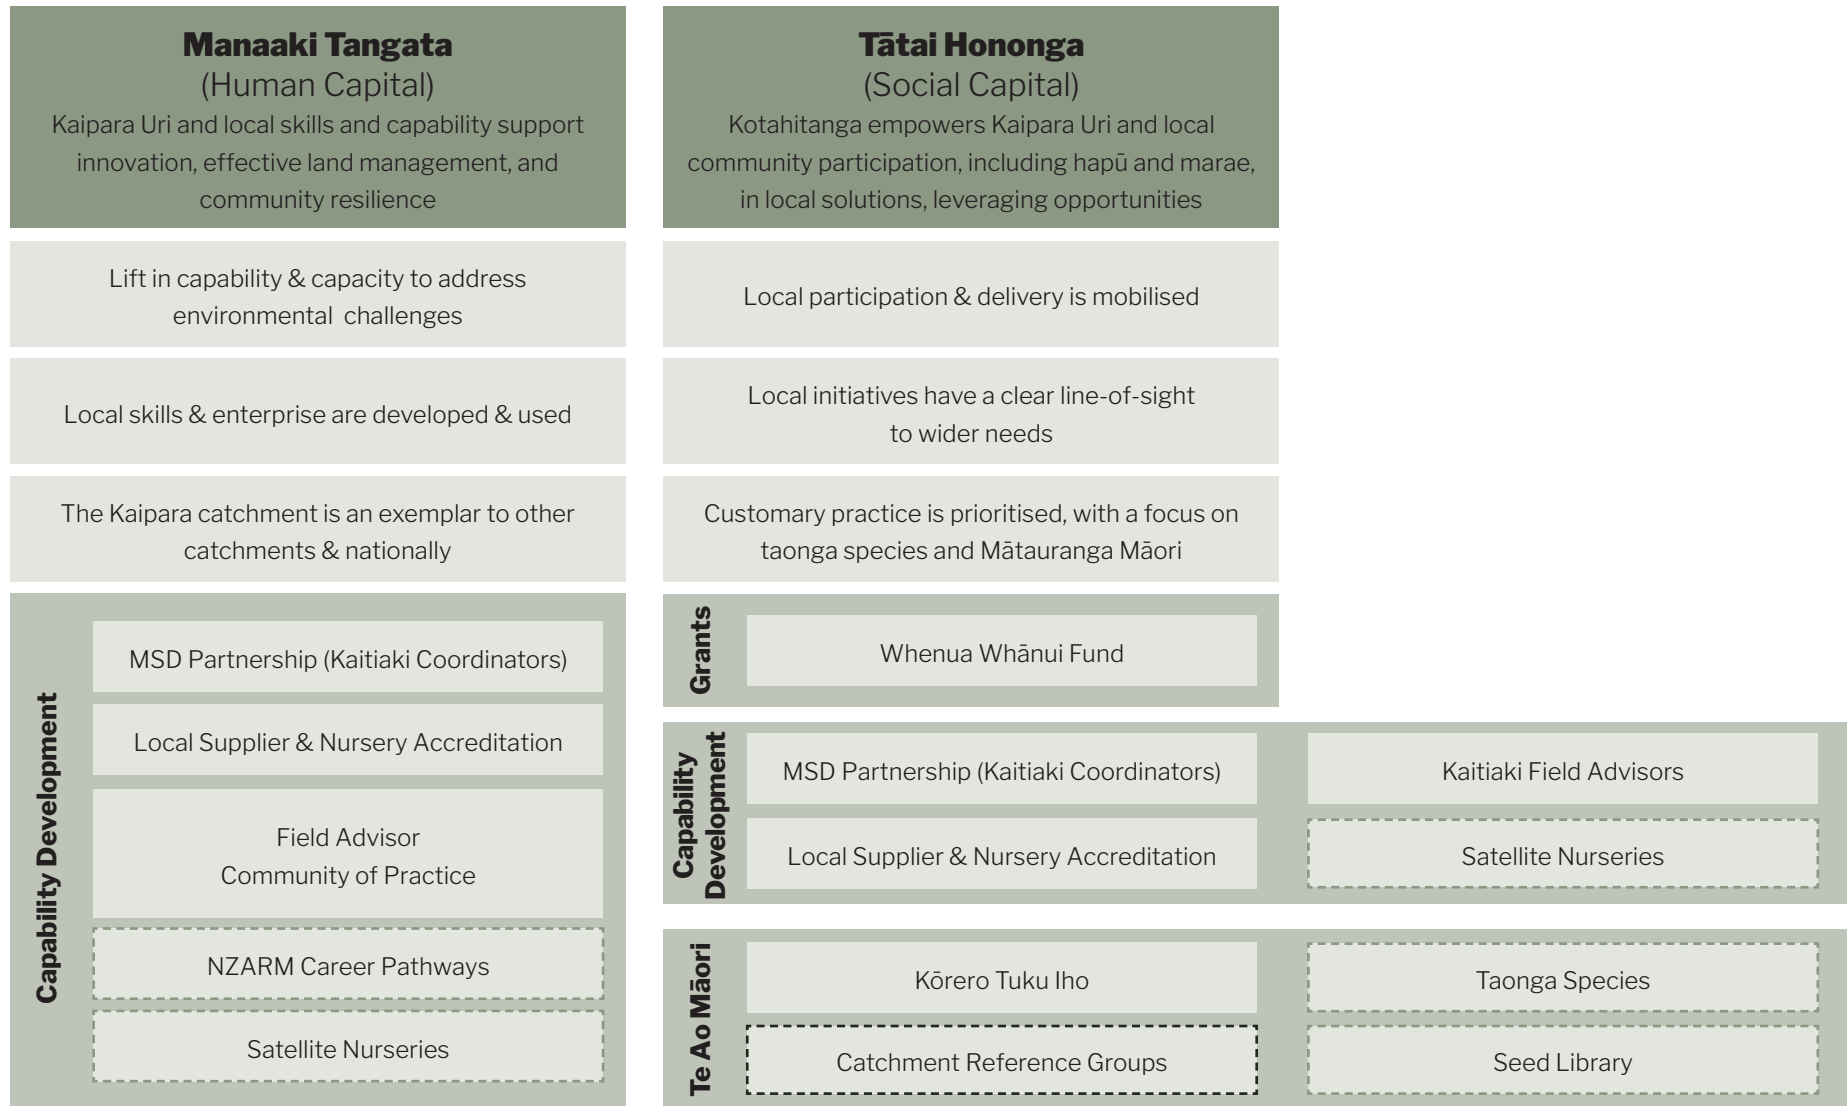 Manaaki Tangata
(Human Capital)
Kaipara Uri and local skills and capability support
innovation, effective land management, and
community resilience
Lift in capability & capacity to address
environmental challenges
Local skills & enterprise are developed & used
The Kaipara catchment is an exemplar to other
catchments & nationally
Capability Development
MSD Partnership (Kaitiaki Coordinators)
Local Supplier & Nursery Accreditation
Field Advisor
Community of Practice
NZARM Career Pathways
Satellite Nurseries
Tātai Hononga
(Social Capital)
Kotahitanga empowers Kaipara Uri and local
community participation, including hapū and marae,
in local solutions, leveraging opportunities
Local participation & delivery is mobilised
Local initiatives have a clear line-of-sight
to wider needs
Customary practice is prioritised, with a focus on
taonga species and Mātauranga Māori
Grants
Whenua Whānui Fund
Capability
Development
MSD Partnership (Kaitiaki Coordinators)
Kaitiaki Field Advisors
Local Supplier & Nursery Accreditation
Satellite Nurseries
Te Ao Māori
Kōrero Tuku Iho
Taonga Species
Catchment Reference Groups
Seed Library